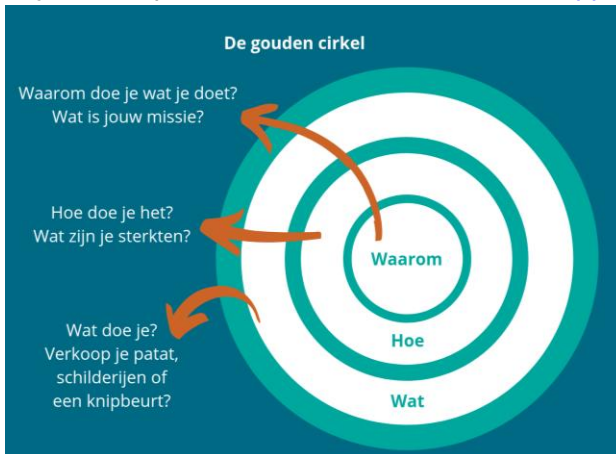 De gouden cirkel
Waarom doe je wat je doet?
Wat is jouw missie?
Hoe doe je het?
Wat zijn je sterkten?
Wat doe je?
Verkoop je patat,
schilderijen of
een knipbeurt?
Waarom
Hoe
Wat